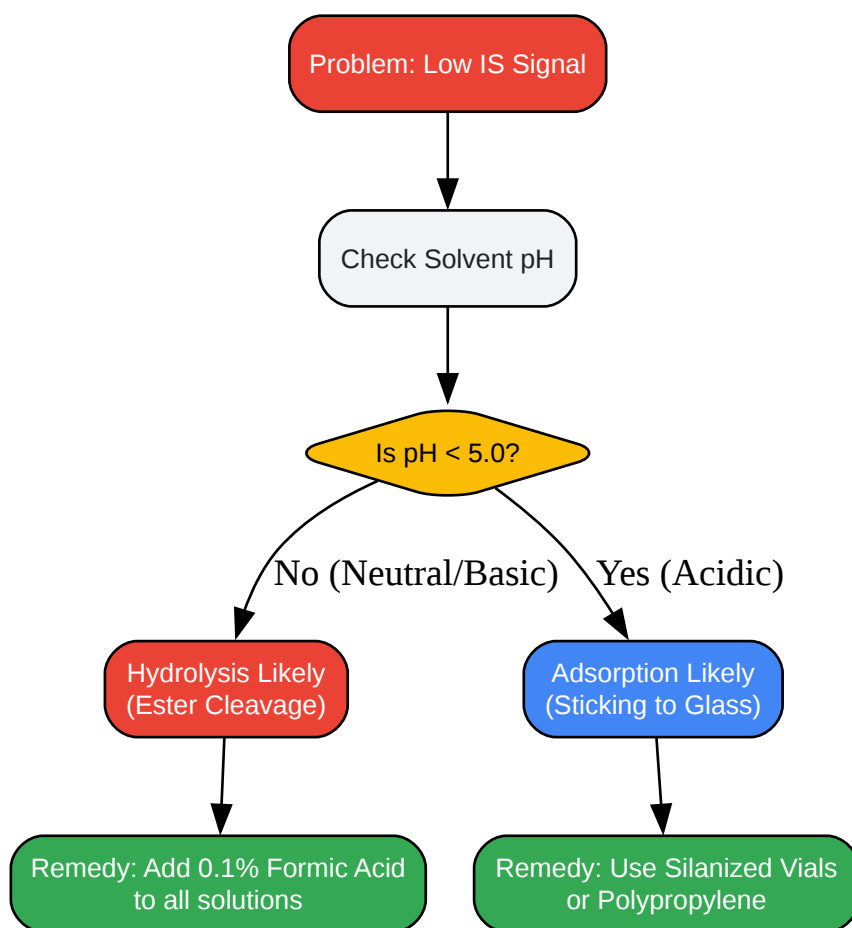 Problem: Low IS Signal
Check Solvent pH
Is pH < 5.0?
No (Neutral/Basic)
Yes (Acidic)
Hydrolysis Likely
(Ester Cleavage)
Adsorption Likely
(Sticking to Glass)
Remedy: Add 0.1% Formic Acid
to all solutions
Remedy: Use Silanized Vials
or Polypropylene